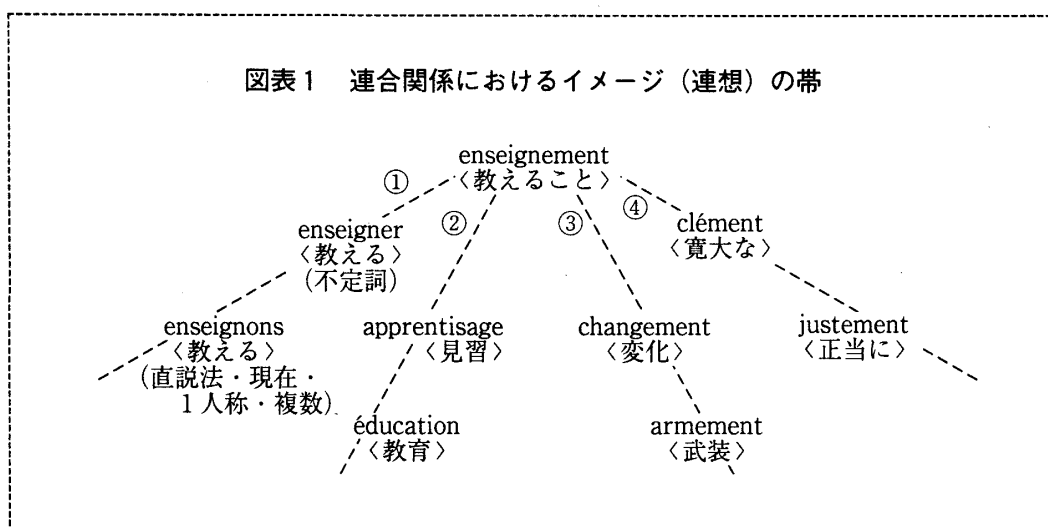 図表1　連合関係におけるイメージ（連想）の帯
enseignement
〈教えること〉
①
②
③
④
enseigner
〈教える〉
(不定詞)
clément
〈寛大な〉
enseignons
〈教える〉
(直説法・現在・
1人称・複数)
apprentisage
〈見習〉
changement
〈変化〉
justement
〈正当に〉
éducation
〈教育〉
armement
〈武装〉